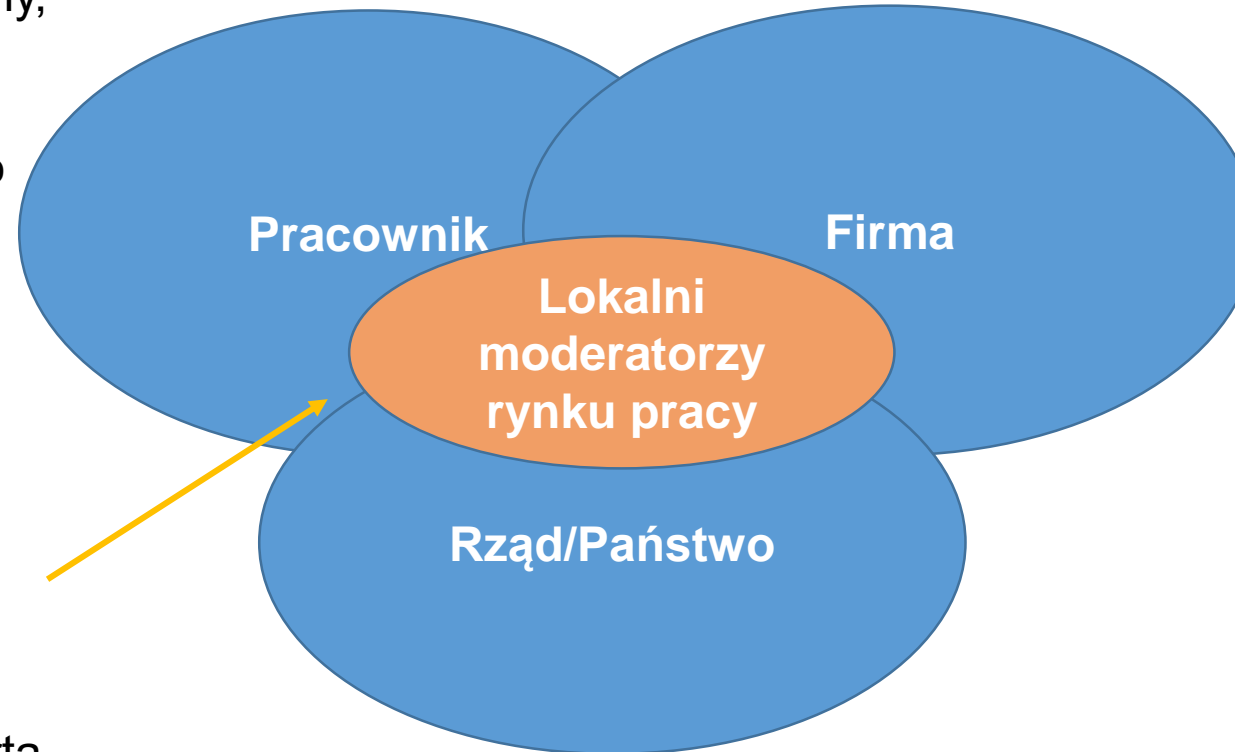 Pracownik
Firma
Lokalni
moderatorzy
rynku pracy
Rząd/Państwo